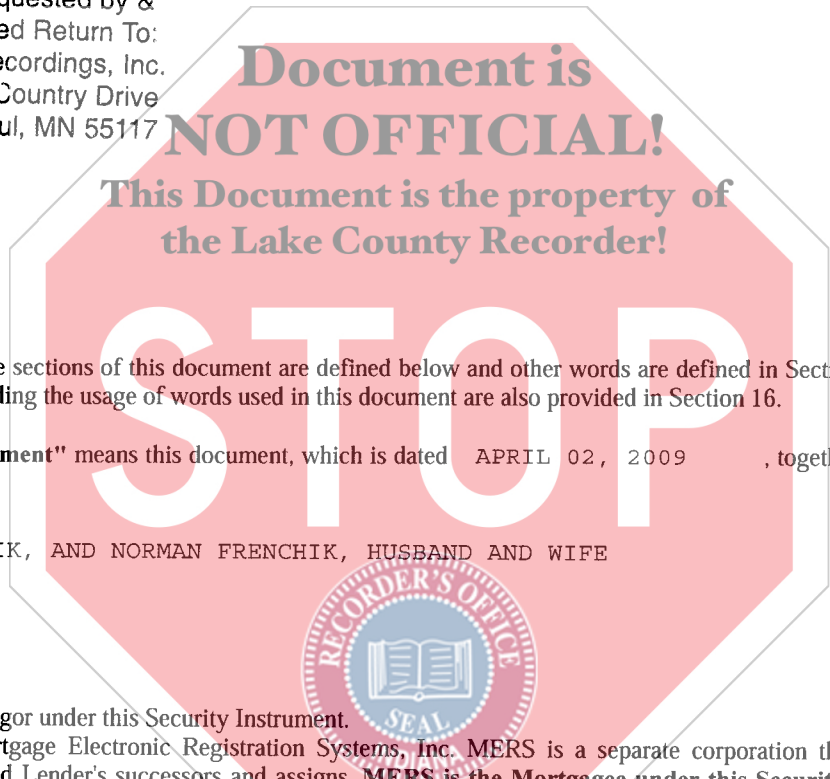 quested by &
ed Return To:
ecordings, Inc.
Country Drive
ul, MN 55117
Document is
NOT OFFICIAL!
This Document is the property of
the Lake County Recorder!
STOP
e sections of this document are defined below and other words are defined in Secti
ling the usage of words used in this document are also provided in Section 16.
ment" means this document, which is dated APRIL 02, 2009 , togeth
IK, AND NORMAN FRENCHIK, HUSBAND AND WIFE
RECORDER'S OFFICE
SEAL
INDIANA
gor under this Security Instrument.
rtgage Electronic Registration Systems, Inc. MERS is a separate corporation th
d Lender's successors and assigns. MERS is the Mortgagee under this Securit